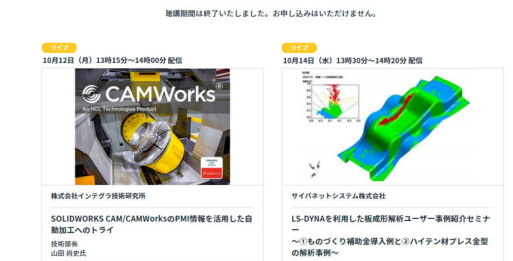 聴講期間は終了いたしました。お申し込みはいただけません。
ライブ
10月12日（月）13時15分～14時00分 配信
CAMWorks
An HCL Technologies Product
株式会社インテグラ技術研究所
SOLIDWORKS CAM/CAMWorksのPMI情報を活用した自
動加工へのトライ
技術部長
山田 尚史氏
ライブ
10月14日（水）13時30分～14時20分 配信
サイバネットシステム株式会社
LS-DYNAを利用した板成形解析ユーザー事例紹介セミナ
ー
～①ものづくり補助金導入例と②ハイテン材プレス金型
の解析事例～